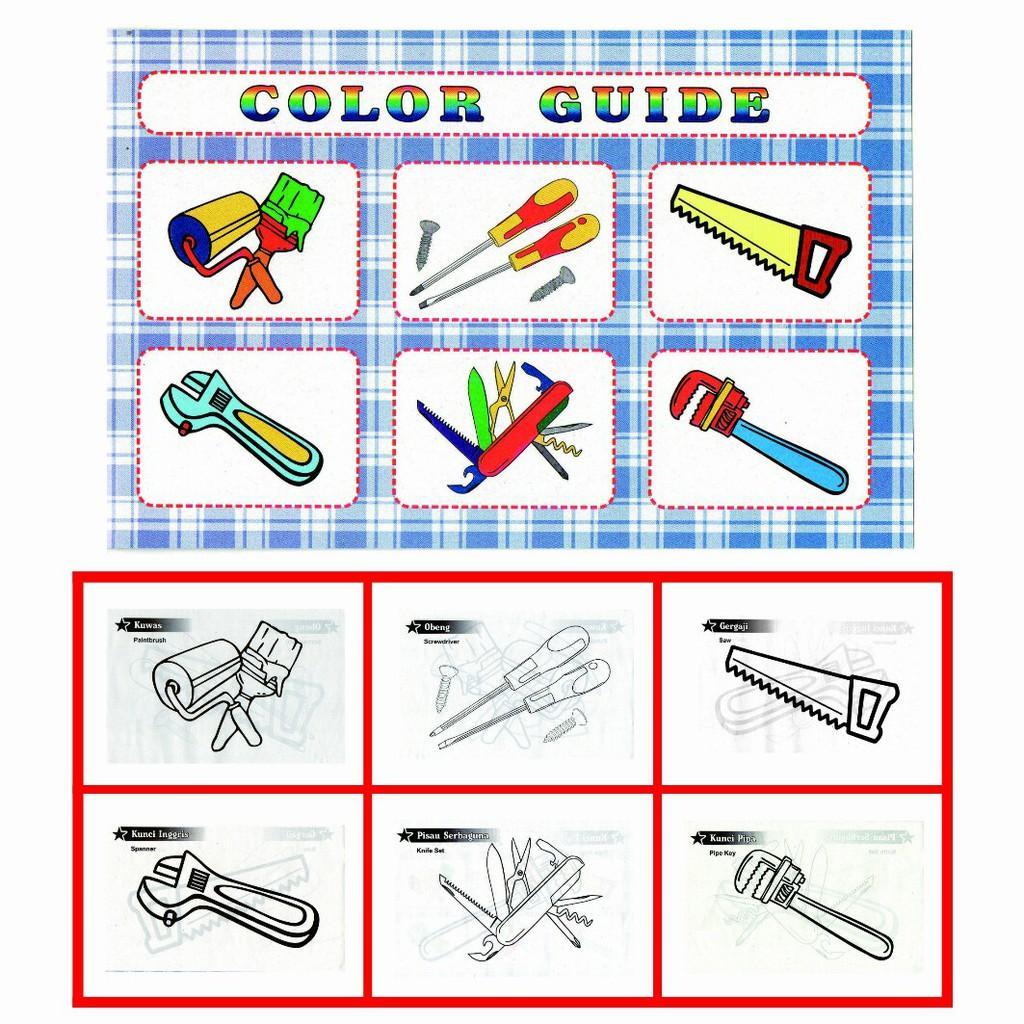 COLOR GUIDE
Kuwas
Paintbrush
Obeng
Screwdriver
Gergaji
Saw
Kunci Inggris
Spanner
Pisau Serbaguna
Knife Set
Kunci Pipa
Pipe Key